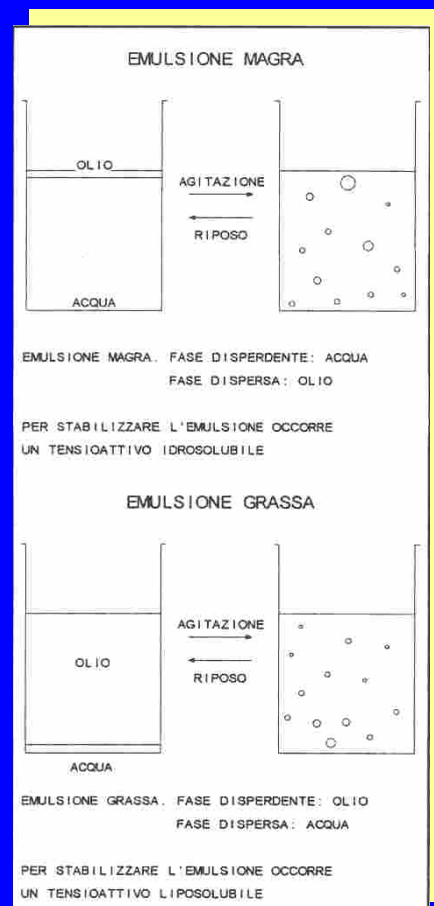 EMULSIONE MAGRA
OLIO
AGITAZIONE
RIPOSO
ACQUA
EMULSIONE MAGRA. FASE DISPERDENTE: ACQUA
FASE DISPERSA: OLIO
PER STABILIZZARE L'EMULSIONE OCCORRE
UN TENSIOATTIVO IDROSOLUBILE
EMULSIONE GRASSA
AGITAZIONE
OLIO
RIPOSO
ACQUA
EMULSIONE GRASSA. FASE DISPERDENTE: OLIO
FASE DISPERSA: ACQUA
PER STABILIZZARE L'EMULSIONE OCCORRE
UN TENSIOATTIVO LIPOSOLUBILE